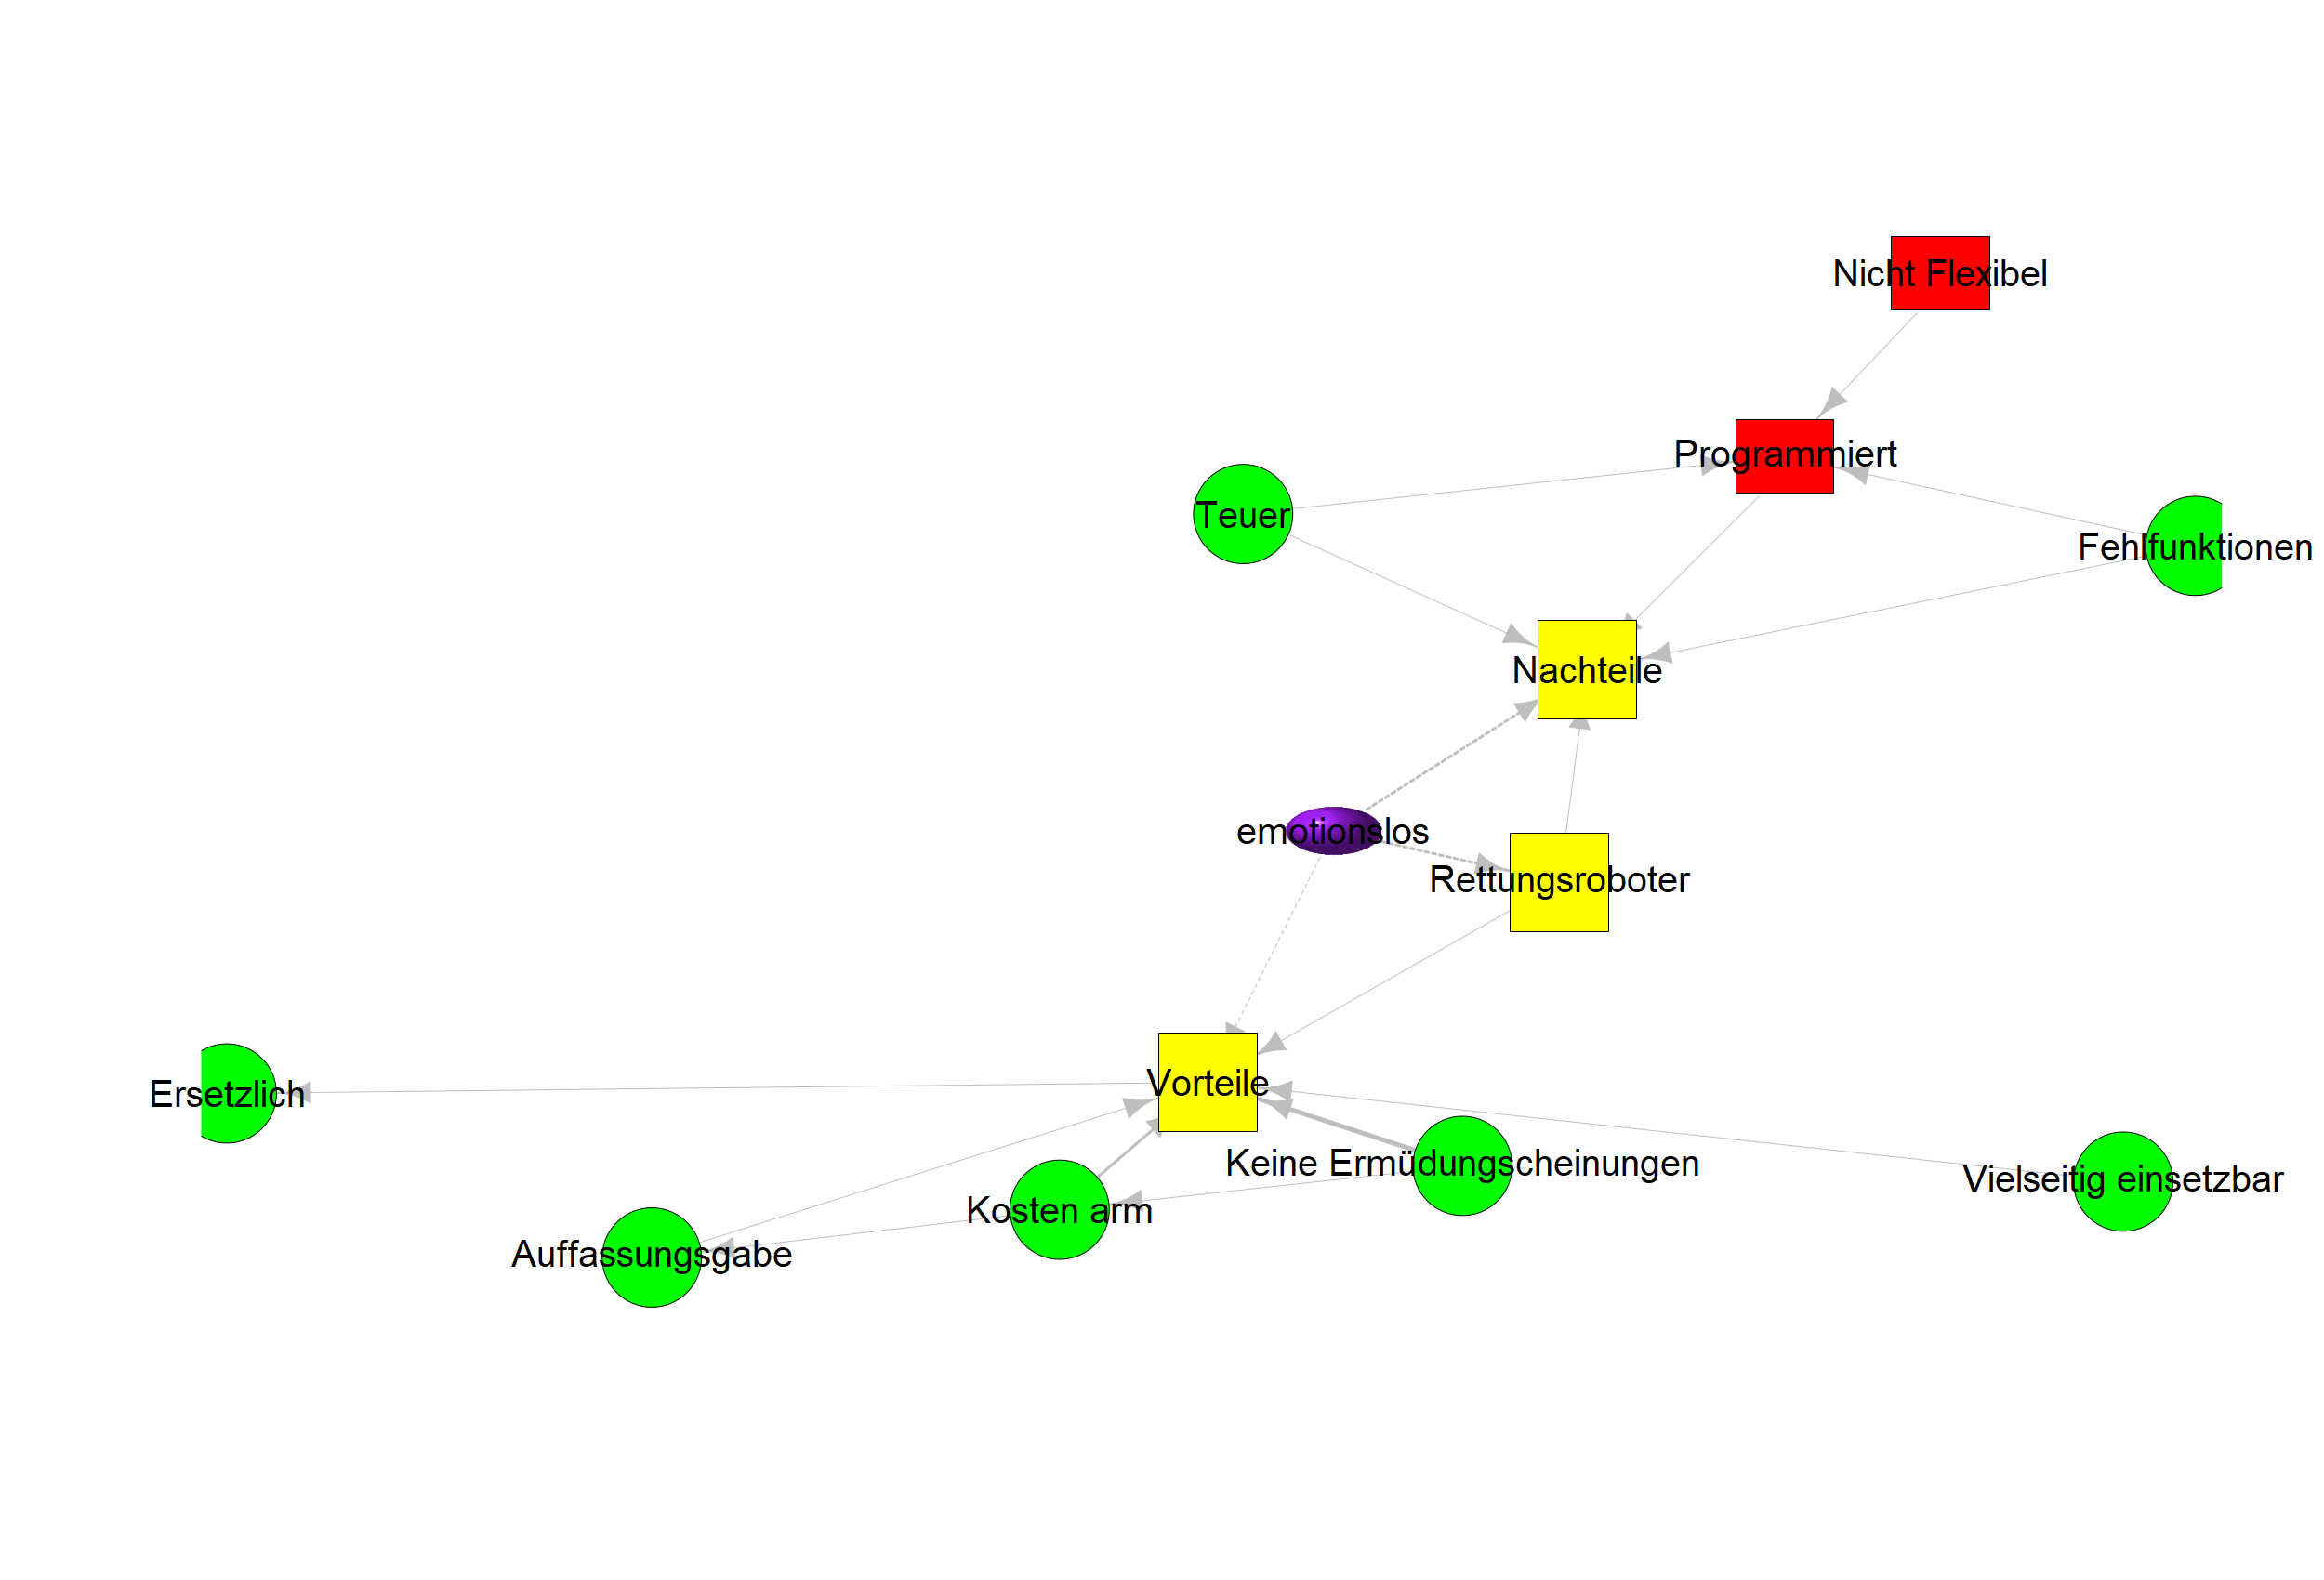 Nicht Flexibel
Programmiert
Teuer
Fehlfunktionen
Nachteile
emotionslos
Rettungsroboter
Vorteile
Ersetzlich
Keine Ermüdungscheinungen
Vielseitig einsetzbar
Kosten arm
Auffassungsgabe